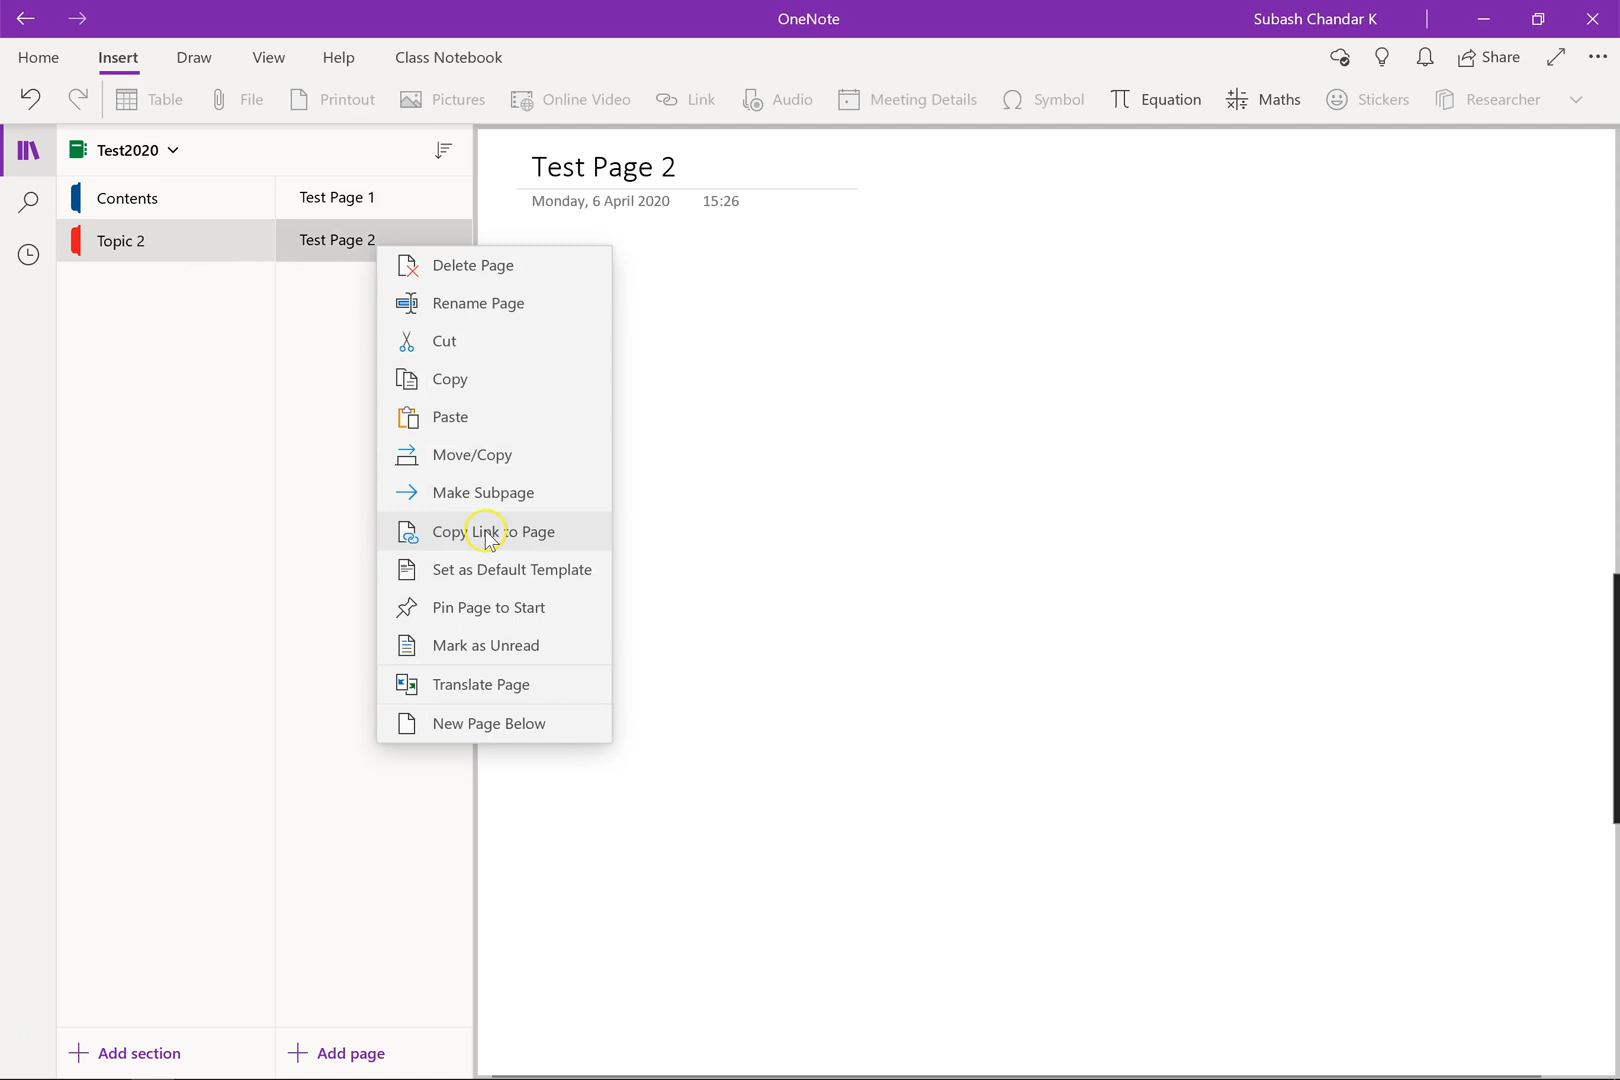 OneNote
Subash Chandar K
Home
Insert
Draw
View
Help
Class Notebook
Share
Table
File
Printout
Pictures
Online Video
Link
Audio
Meeting Details
Symbol
Equation
Maths
Stickers
Researcher
Test2020
Contents
Topic 2
Test Page 1
Test Page 2
Test Page 2
Monday, 6 April 2020 15:26
Delete Page
Rename Page
Cut
Copy
Paste
Move/Copy
Make Subpage
Copy Link to Page
Set as Default Template
Pin Page to Start
Mark as Unread
Translate Page
New Page Below
Add section
Add page